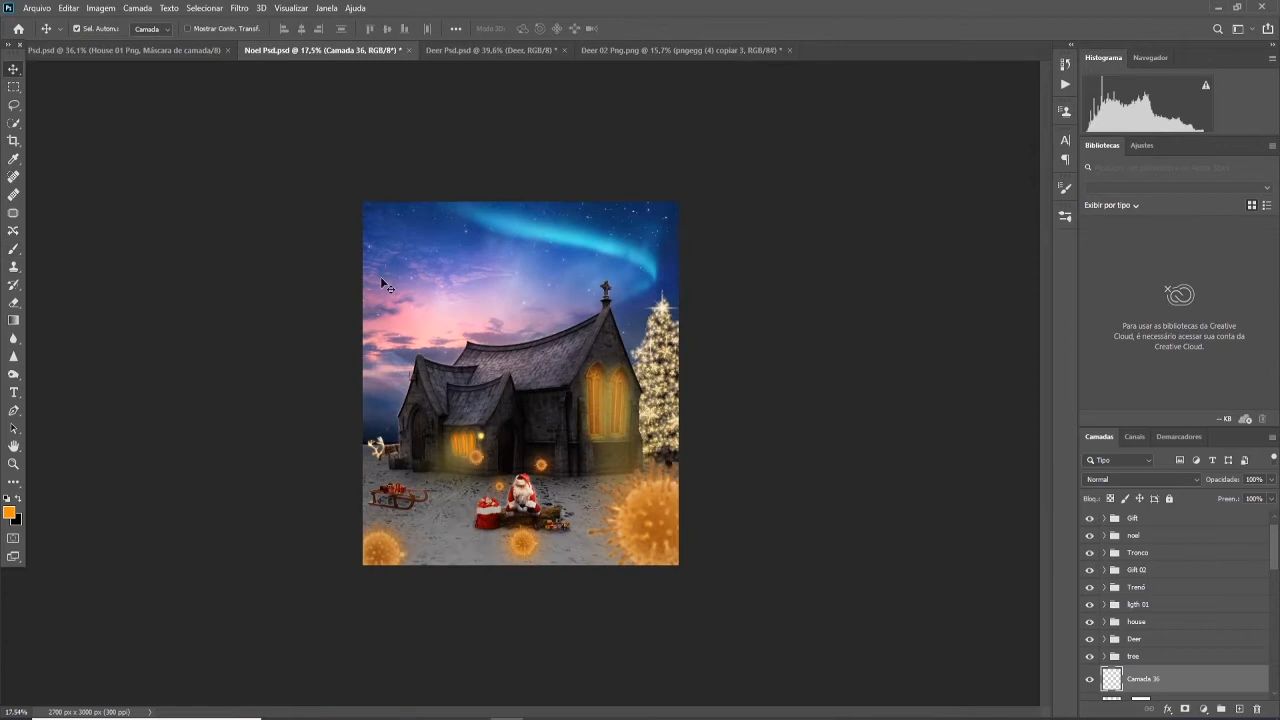 Arquivo Editar Imagem Camada Texto Selecionar Filtro 3D Visualizar Janela Ajuda
Sel. Autom.: Camada Mostrar Contr. Transf. Modo 3D:
Psd.psd @ 36,1% (House 01 Png, Máscara de camada/8) × Noel Psd.psd @ 17,5% (Camada 36, RGB/8*) * × Deer Psd.psd @ 39,6% (Deer, RGB/8) * × Deer 02 Png.png @ 15,7% (pngegg (4) copiar 3, RGB/8#) * ×
Histograma Navegador
Bibliotecas Ajustes
Exibir por tipo
Para usar as bibliotecas da Creative
Cloud, é necessário acessar sua conta da
Creative Cloud.
-- KB
Camadas Canais Demarcadores
Tipo
Normal Opacidade: 100%
Bloq.: Preen.: 100%
Gift
noel
Tronco
Gift 02
Trenó
ligth 01
house
Deer
tree
Camada 36
17,54% 2700 px x 3000 px (300 ppi)